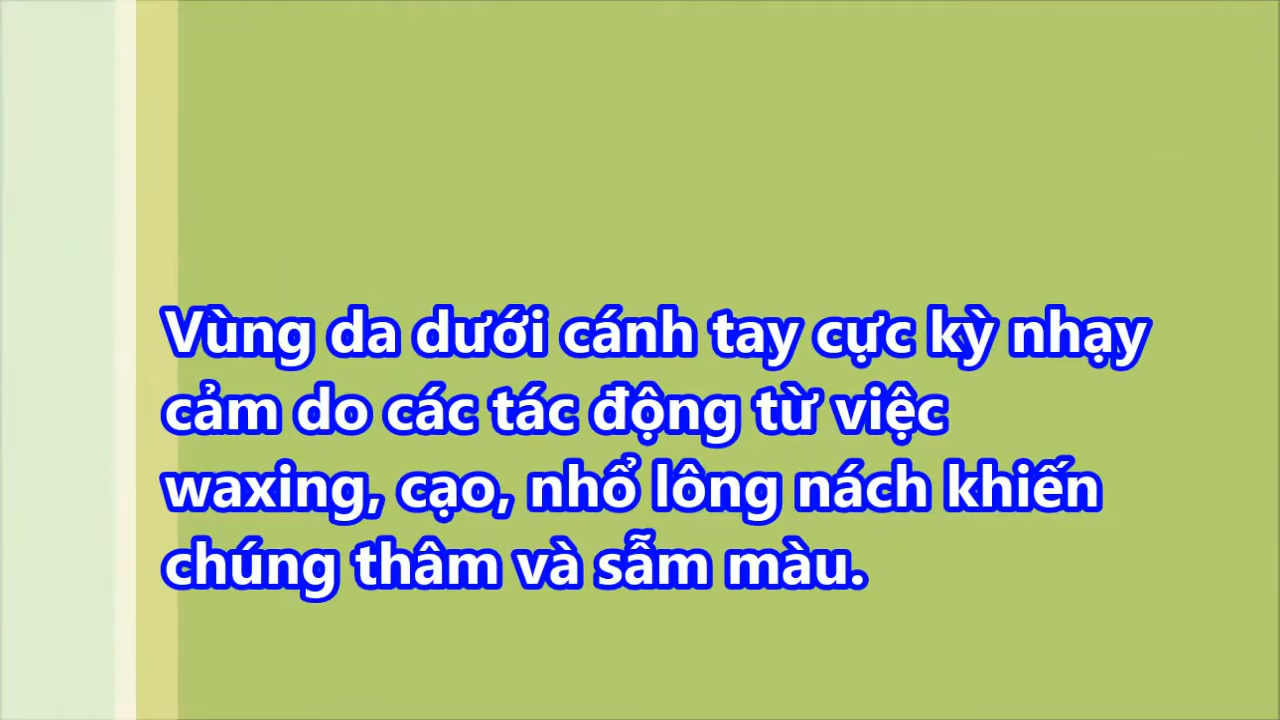 Vùng da dưới cánh tay cực kỳ nhạy
cảm do các tác động từ việc
waxing, cạo, nhổ lông nách khiến
chúng thâm và sẫm màu.